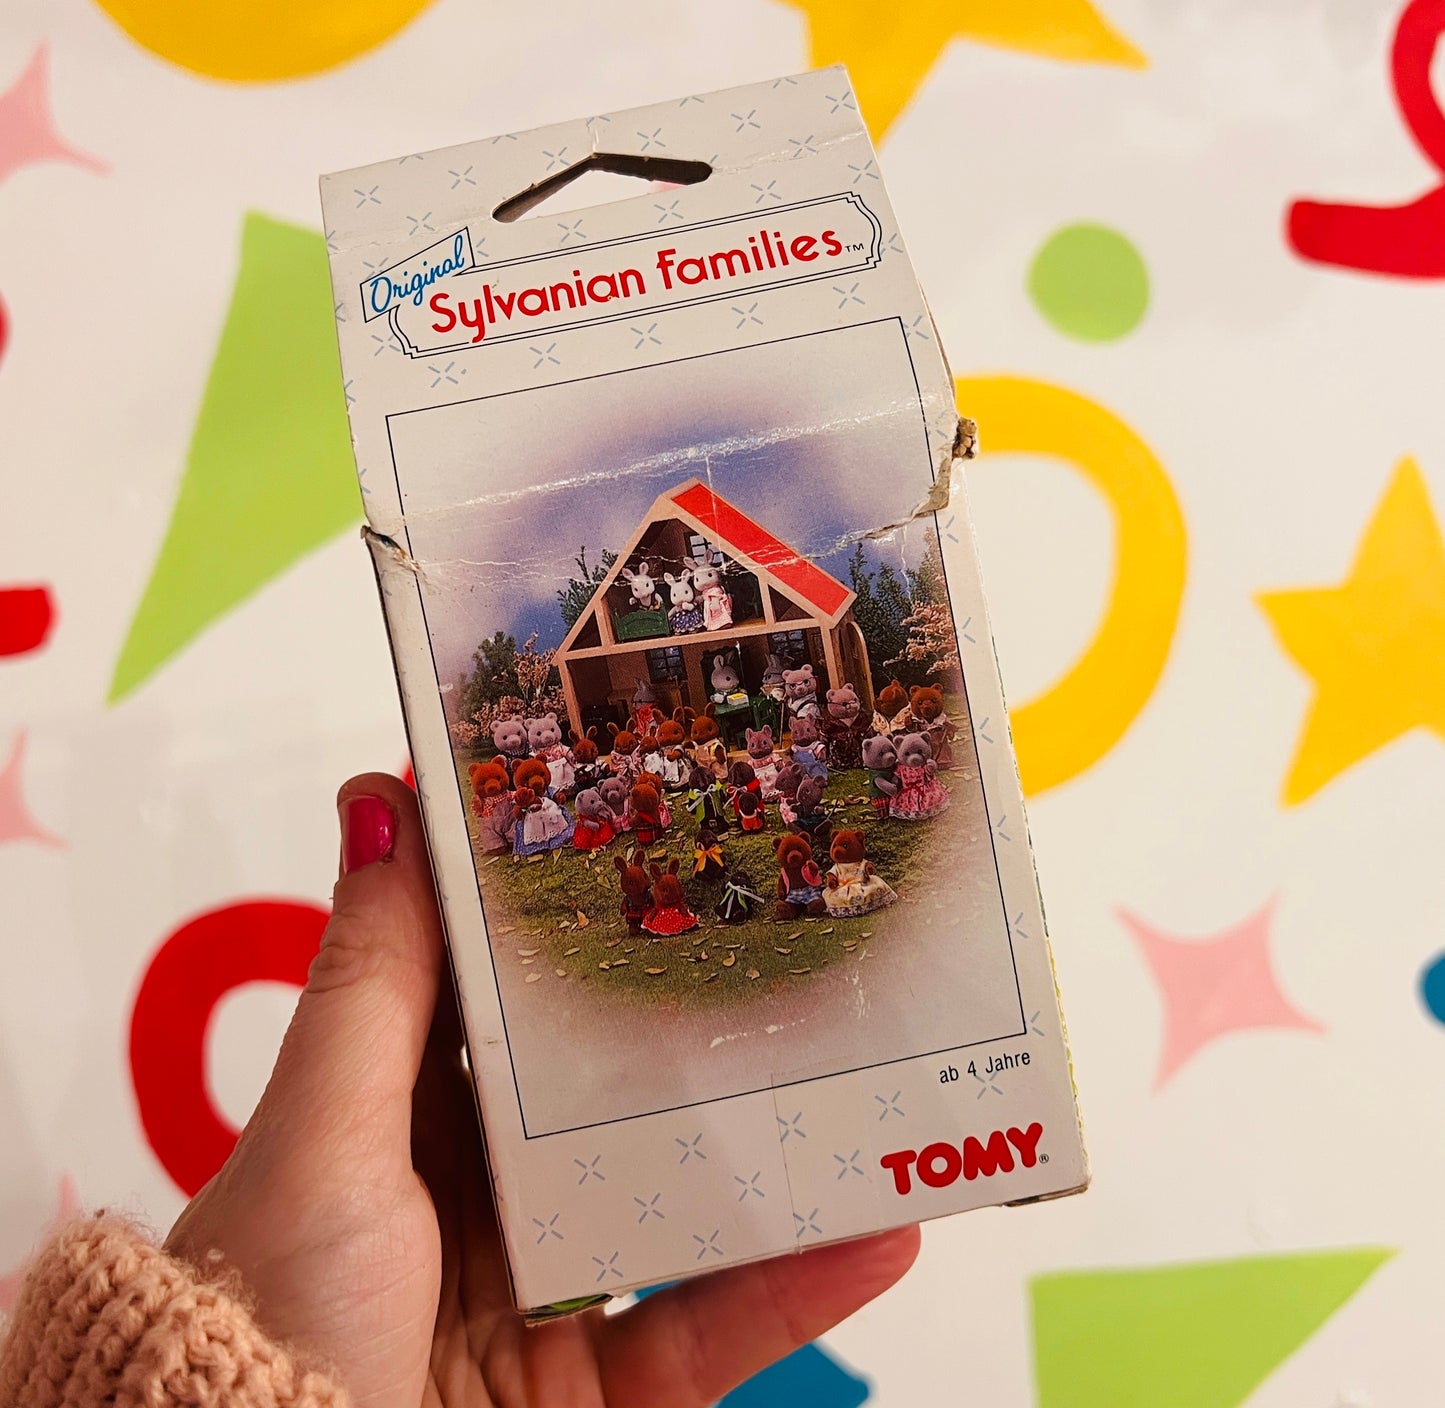 Original
Sylvanian Families™
ab 4 Jahre
TOMY®